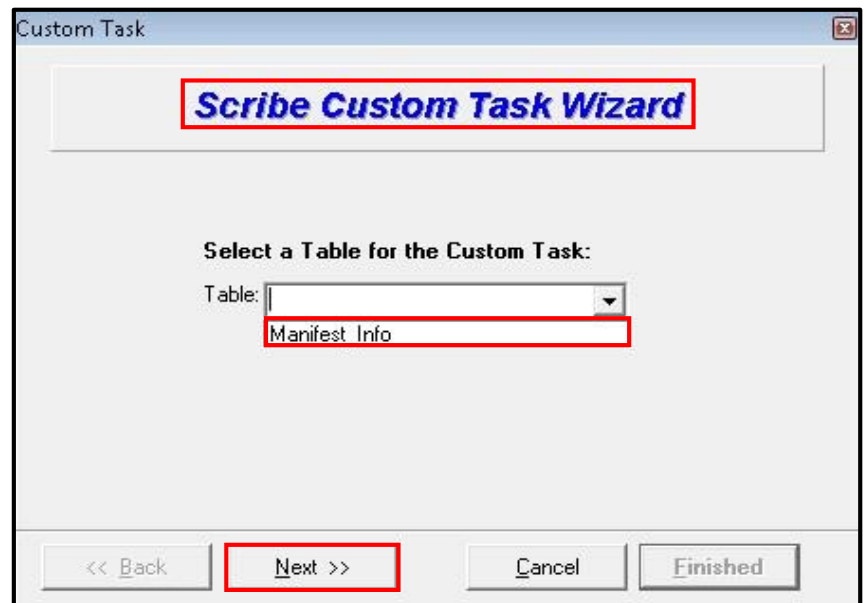 Custom Task
Scribe Custom Task Wizard
Select a Table for the Custom Task:
Table:
Manifest_Info
<< Back Next >> Cancel Finished